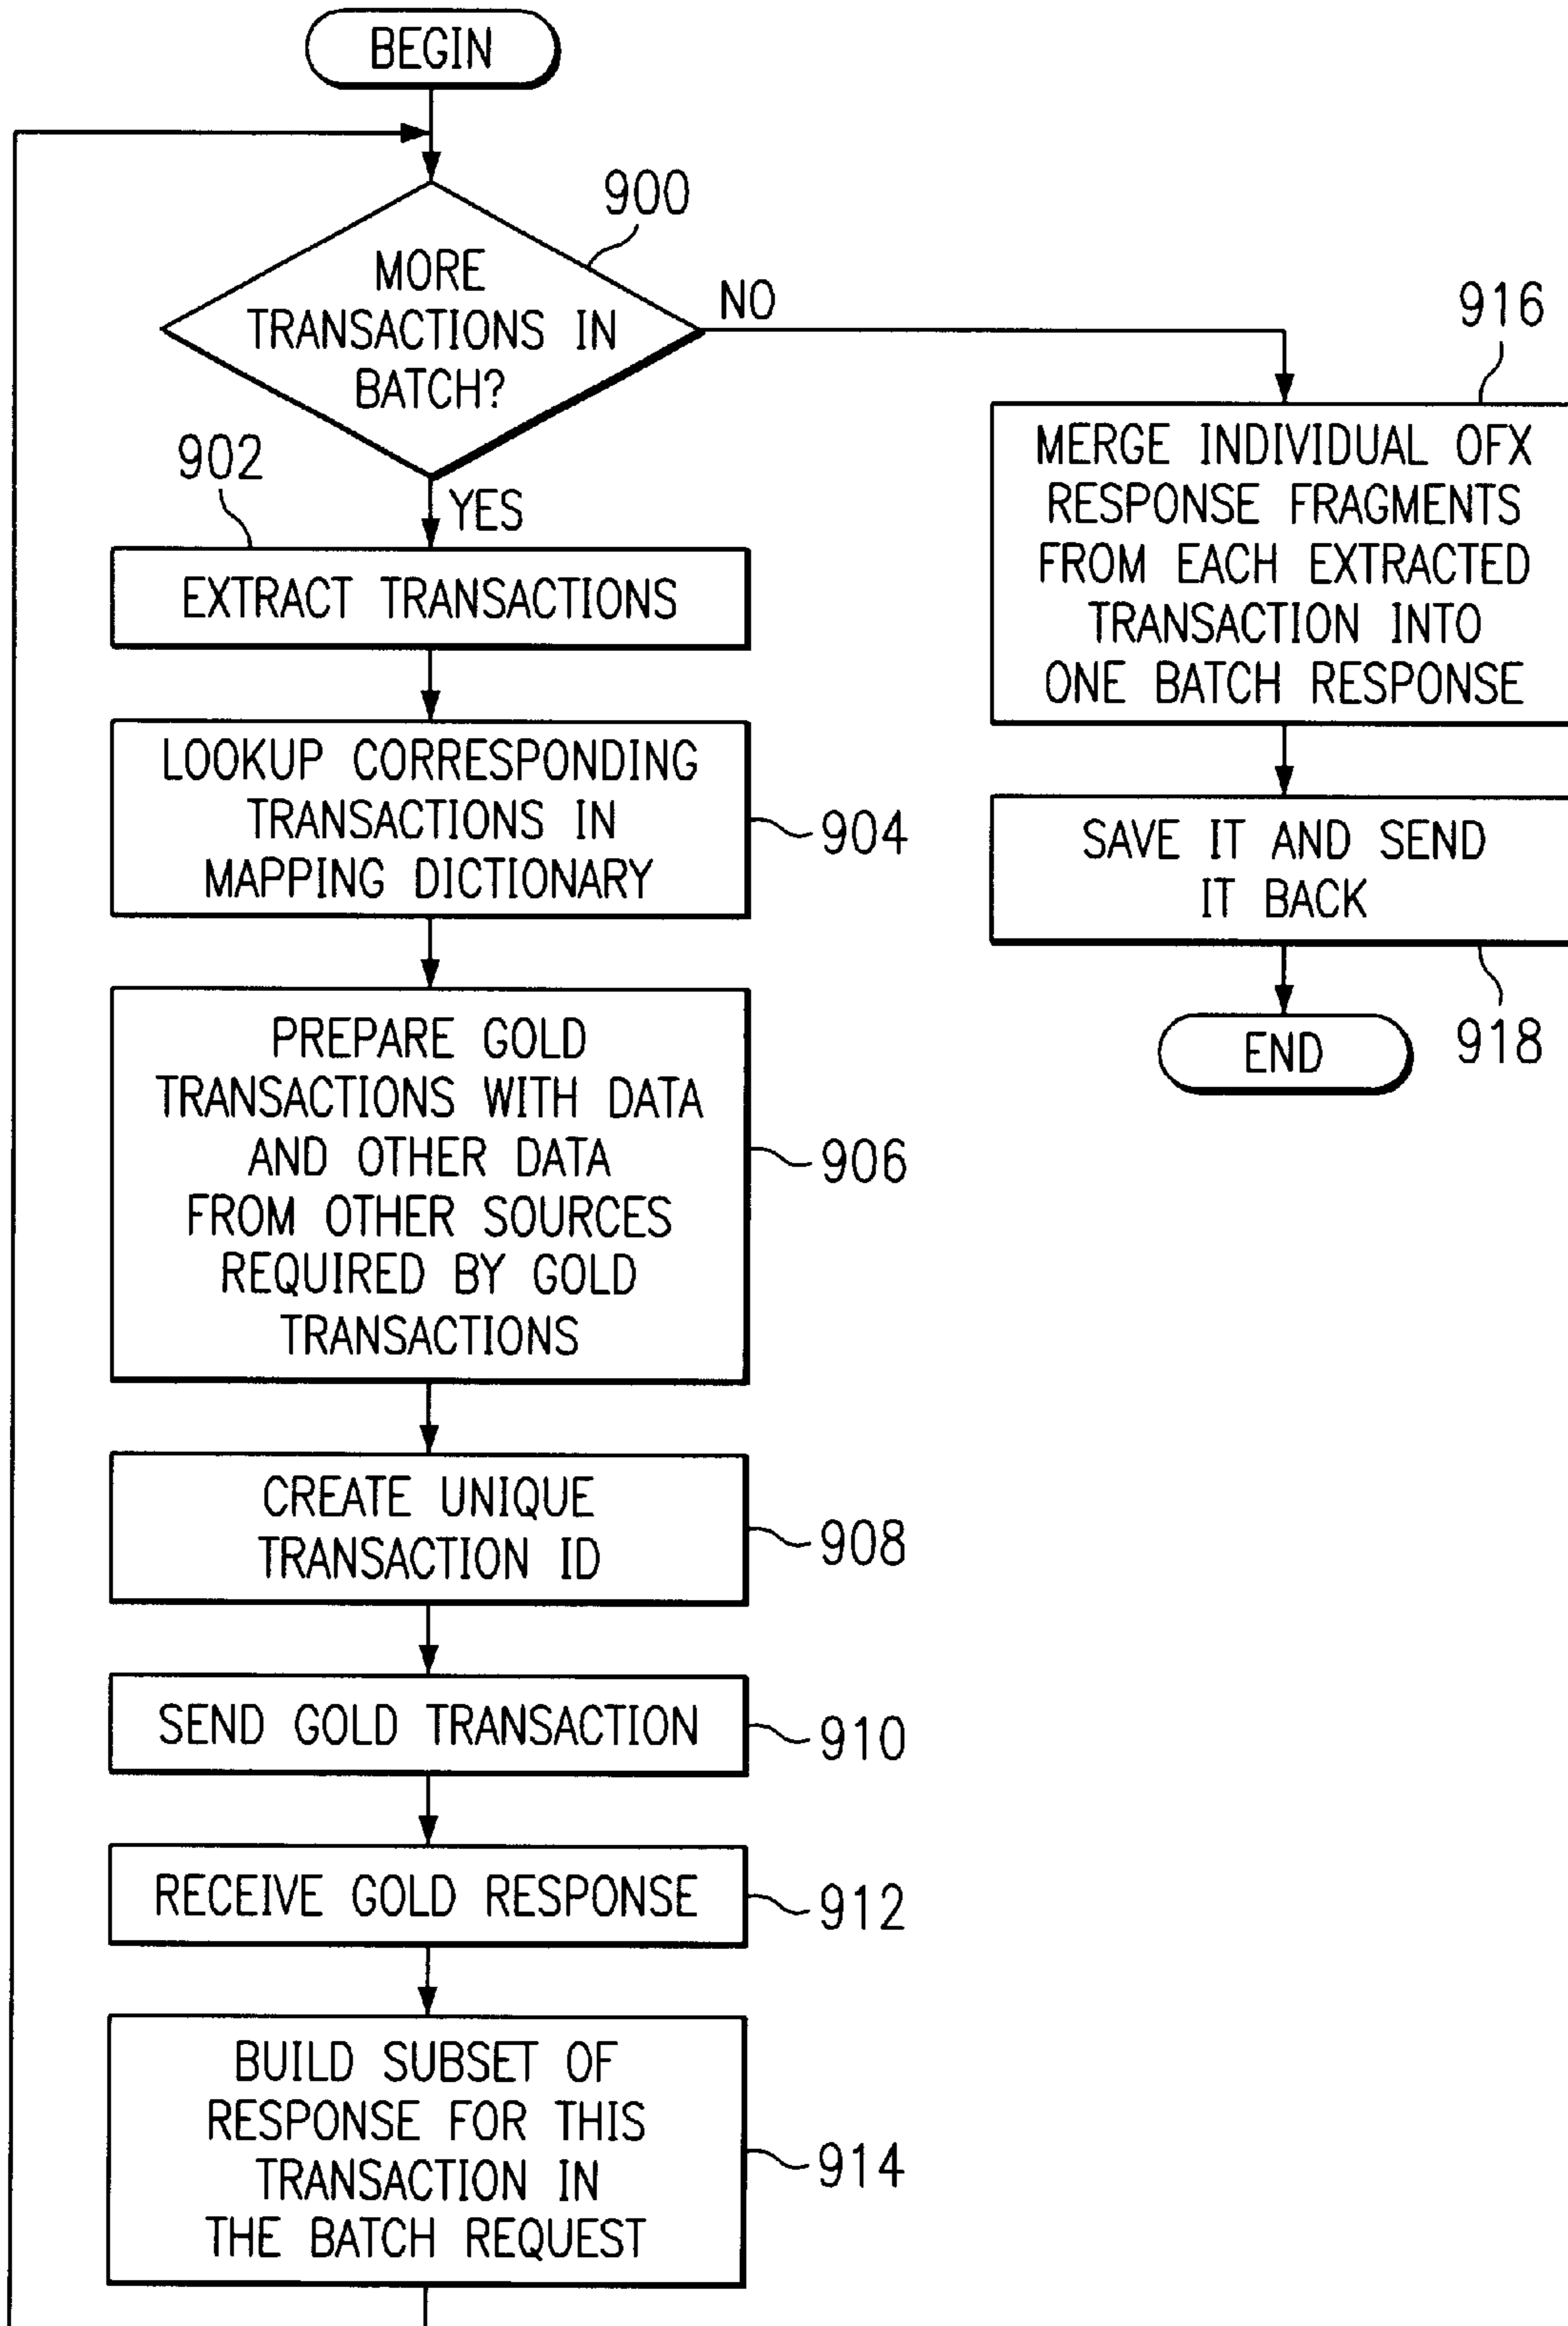 BEGIN
900
MORE
TRANSACTIONS IN
BATCH?
NO
YES
902
EXTRACT TRANSACTIONS
LOOKUP CORRESPONDING
TRANSACTIONS IN
MAPPING DICTIONARY
904
PREPARE GOLD
TRANSACTIONS WITH DATA
AND OTHER DATA
FROM OTHER SOURCES
REQUIRED BY GOLD
TRANSACTIONS
906
CREATE UNIQUE
TRANSACTION ID
908
SEND GOLD TRANSACTION
910
RECEIVE GOLD RESPONSE
912
BUILD SUBSET OF
RESPONSE FOR THIS
TRANSACTION IN
THE BATCH REQUEST
914
916
MERGE INDIVIDUAL OFX
RESPONSE FRAGMENTS
FROM EACH EXTRACTED
TRANSACTION INTO
ONE BATCH RESPONSE
SAVE IT AND SEND
IT BACK
918
END